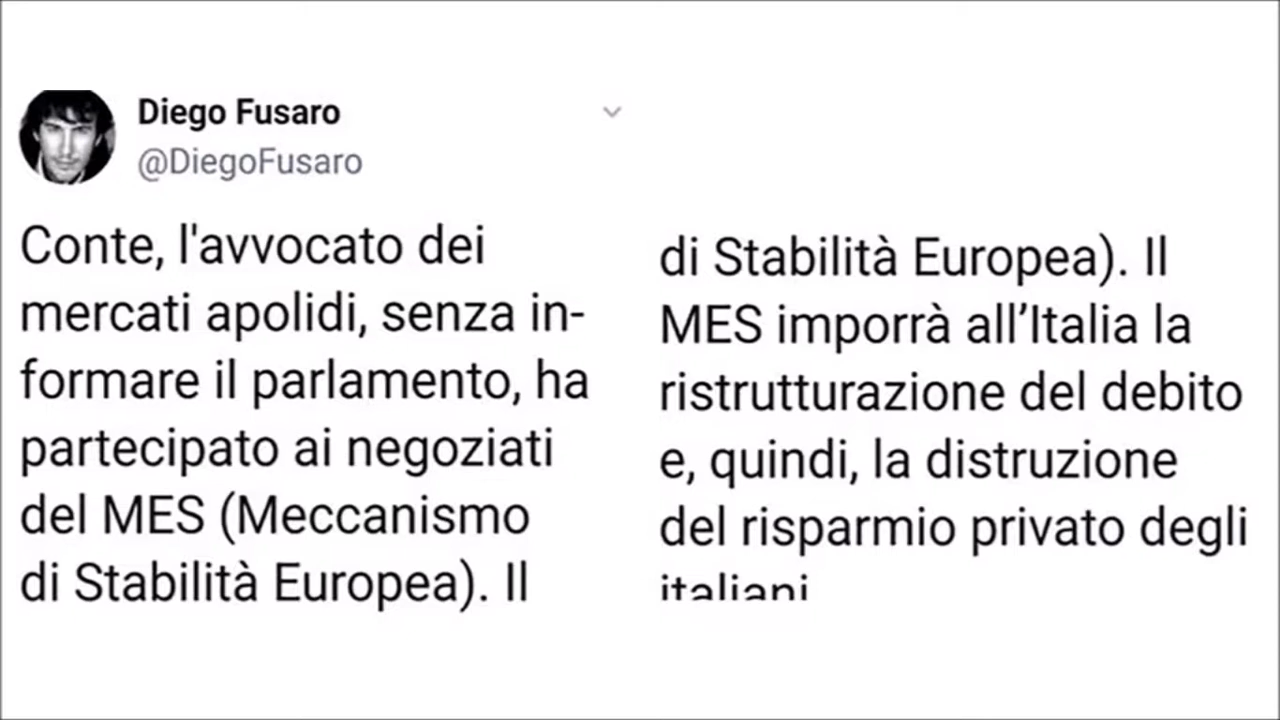 Diego Fusaro
@DiegoFusaro
Conte, l'avvocato dei
mercati apolidi, senza in-
formare il parlamento, ha
partecipato ai negoziati
del MES (Meccanismo
di Stabilità Europea). Il
di Stabilità Europea). Il
MES imporrà all’Italia la
ristrutturazione del debito
e, quindi, la distruzione
del risparmio privato degli
italiani